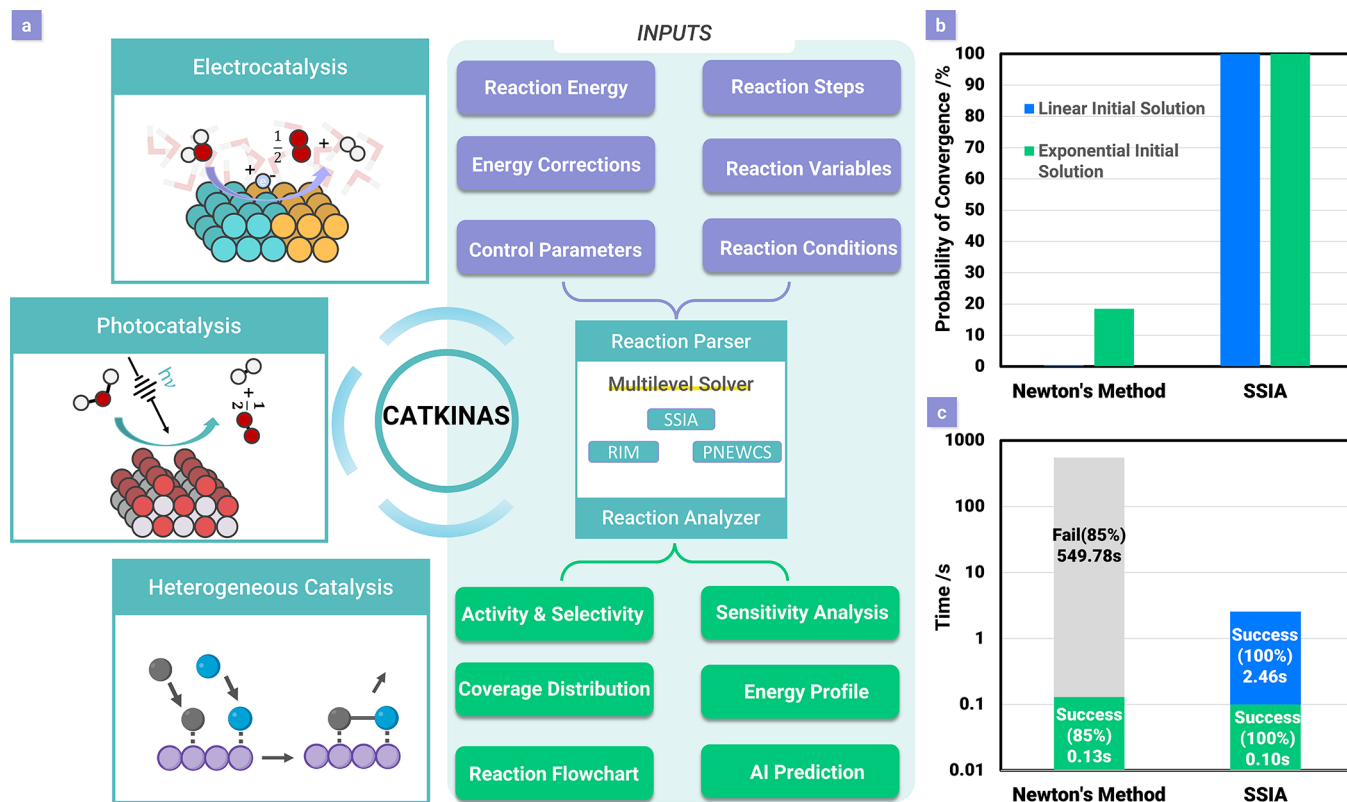 a
Electrocatalysis
1
2
+
+
-
Photocatalysis
hν
+
1
2
Heterogeneous Catalysis
CATKINAS
INPUTS
Reaction Energy
Reaction Steps
Energy Corrections
Reaction Variables
Control Parameters
Reaction Conditions
Reaction Parser
Multilevel Solver
SSIA
RIM
PNEWCS
Reaction Analyzer
Activity & Selectivity
Sensitivity Analysis
Coverage Distribution
Energy Profile
Reaction Flowchart
AI Prediction
b
Probability of Convergence /%
100
90
80
70
60
50
40
30
20
10
0
Linear Initial Solution
Exponential Initial
Solution
Newton's Method
SSIA
c
Time /s
1000
100
10
1
0.1
0.01
Fail(85%)
549.78s
Success
(85%)
0.13s
Success
(100%)
2.46s
Success
(100%)
0.10s
Newton's Method
SSIA